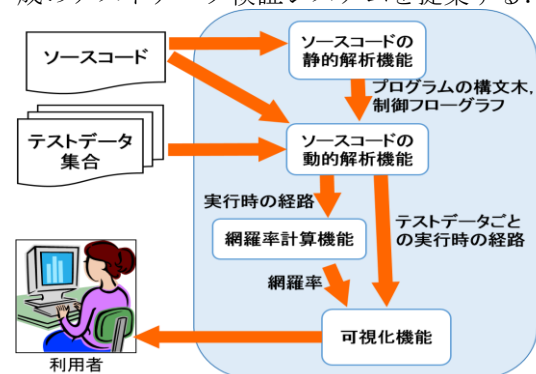 成のテストデータ検証システムを提案する.
ソースコード
ソースコードの
静的解析機能
プログラムの構文木,
制御フローグラフ
テストデータ
集合
ソースコードの
動的解析機能
実行時の経路
テストデータごと
の実行時の経路
網羅率計算機能
網羅率
可視化機能
利用者